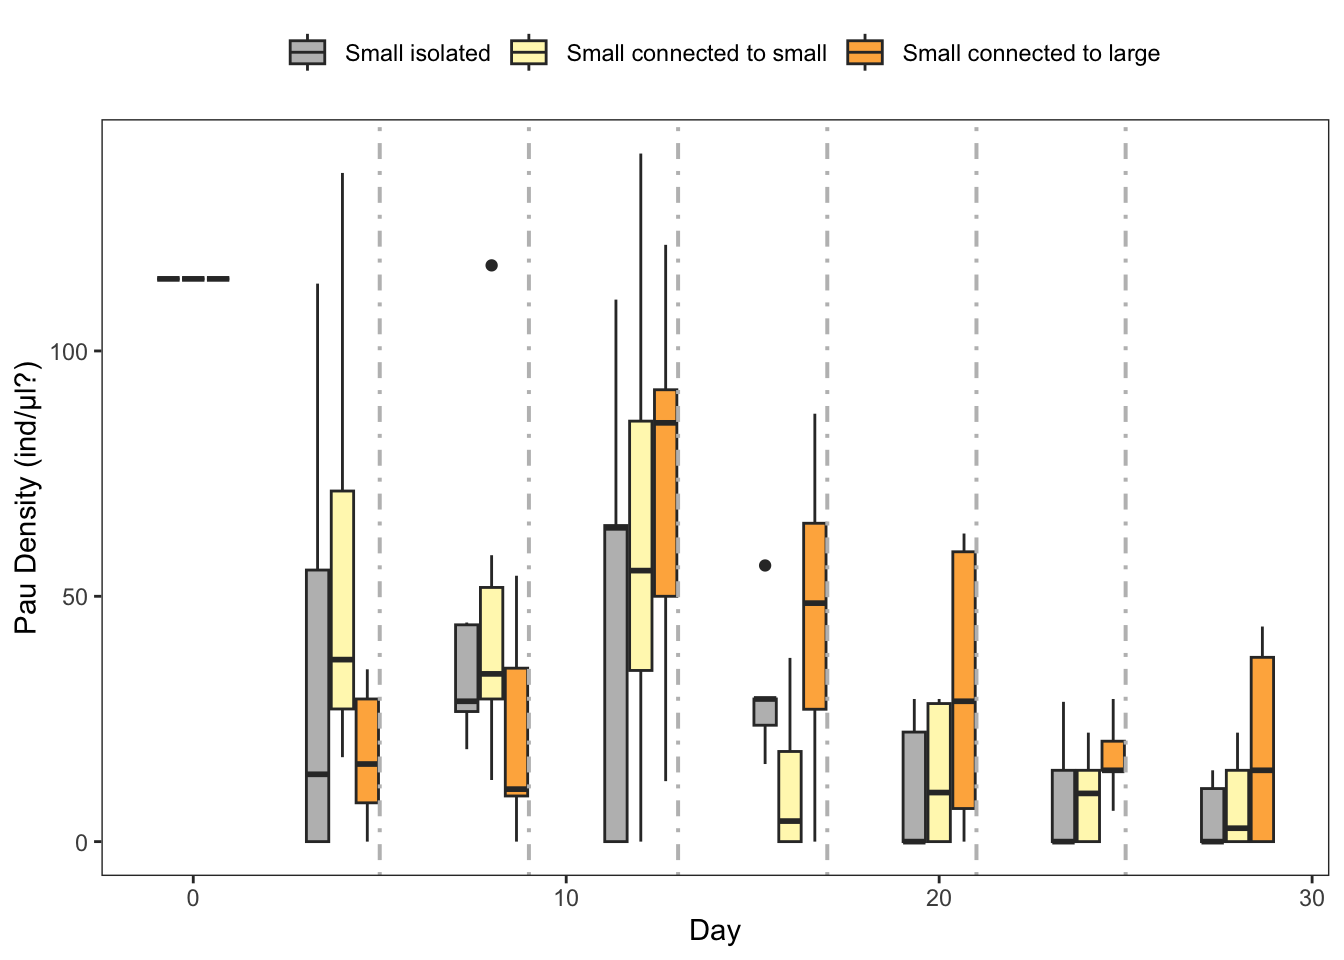 Small isolated Small connected to small Small connected to large
Pau Density (ind/µl?)
100
50
0
0 10 20 30
Day